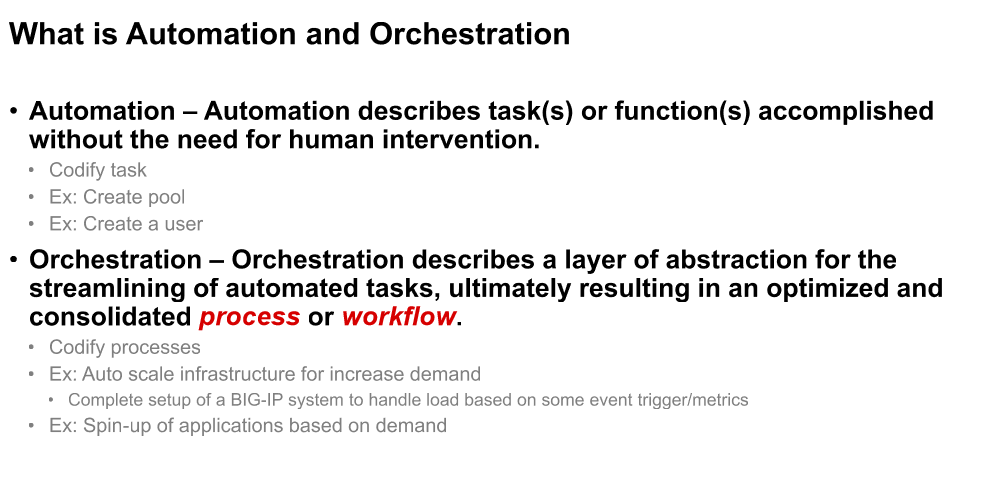 What is Automation and Orchestration
• Automation – Automation describes task(s) or function(s) accomplished
without the need for human intervention.
• Codify task
• Ex: Create pool
• Ex: Create a user
• Orchestration – Orchestration describes a layer of abstraction for the
streamlining of automated tasks, ultimately resulting in an optimized and
consolidated process or workflow.
• Codify processes
• Ex: Auto scale infrastructure for increase demand
• Complete setup of a BIG-IP system to handle load based on some event trigger/metrics
• Ex: Spin-up of applications based on demand